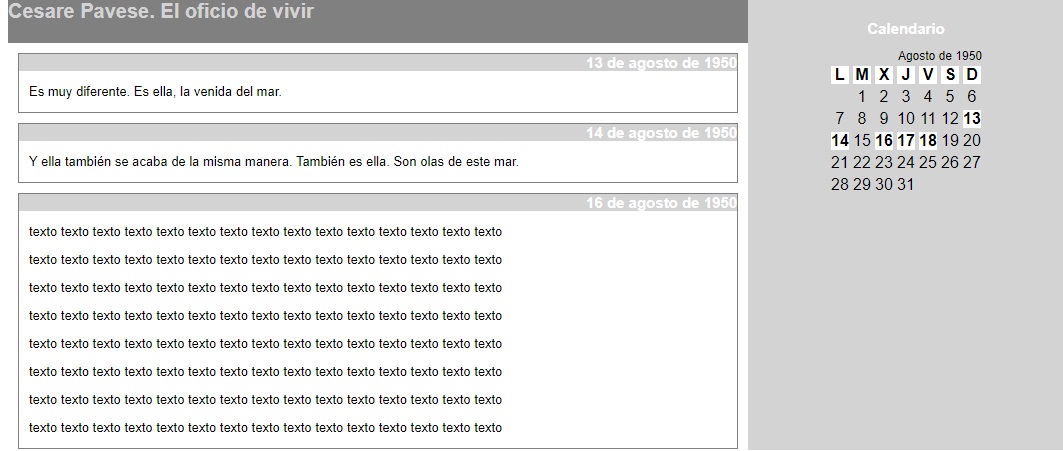 Cesare Pavese. El oficio de vivir
13 de agosto de 1950
Es muy diferente. Es ella, la venida del mar.
14 de agosto de 1950
Y ella también se acaba de la misma manera. También es ella. Son olas de este mar.
16 de agosto de 1950
texto texto texto texto texto texto texto texto texto texto texto texto texto texto texto
texto texto texto texto texto texto texto texto texto texto texto texto texto texto texto
texto texto texto texto texto texto texto texto texto texto texto texto texto texto texto
texto texto texto texto texto texto texto texto texto texto texto texto texto texto texto
texto texto texto texto texto texto texto texto texto texto texto texto texto texto texto
texto texto texto texto texto texto texto texto texto texto texto texto texto texto texto
texto texto texto texto texto texto texto texto texto texto texto texto texto texto texto
texto texto texto texto texto texto texto texto texto texto texto texto texto texto texto
Calendario
Agosto de 1950
L M X J V S D
1 2 3 4 5 6
7 8 9 10 11 12 13
14 15 16 17 18 19 20
21 22 23 24 25 26 27
28 29 30 31